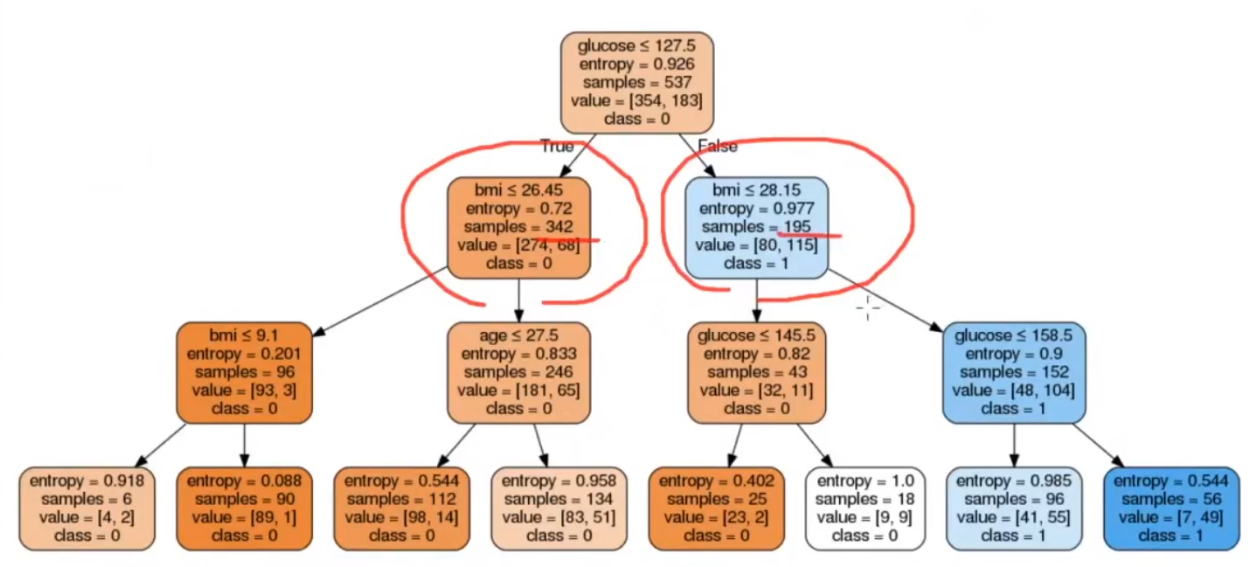 glucose ≤ 127.5
entropy = 0.926
samples = 537
value = [354, 183]
class = 0
True
False
bmi ≤ 26.45
entropy = 0.72
samples = 342
value = [274, 68]
class = 0
bmi ≤ 28.15
entropy = 0.977
samples = 195
value = [80, 115]
class = 1
bmi ≤ 9.1
entropy = 0.201
samples = 96
value = [93, 3]
class = 0
age ≤ 27.5
entropy = 0.833
samples = 246
value = [181, 65]
class = 0
glucose ≤ 145.5
entropy = 0.82
samples = 43
value = [32, 11]
class = 0
glucose ≤ 158.5
entropy = 0.9
samples = 152
value = [48, 104]
class = 1
entropy = 0.918
samples = 6
value = [4, 2]
class = 0
entropy = 0.088
samples = 90
value = [89, 1]
class = 0
entropy = 0.544
samples = 112
value = [98, 14]
class = 0
entropy = 0.958
samples = 134
value = [83, 51]
class = 0
entropy = 0.402
samples = 25
value = [23, 2]
class = 0
entropy = 1.0
samples = 18
value = [9, 9]
class = 0
entropy = 0.985
samples = 96
value = [41, 55]
class = 1
entropy = 0.544
samples = 56
value = [7, 49]
class = 1